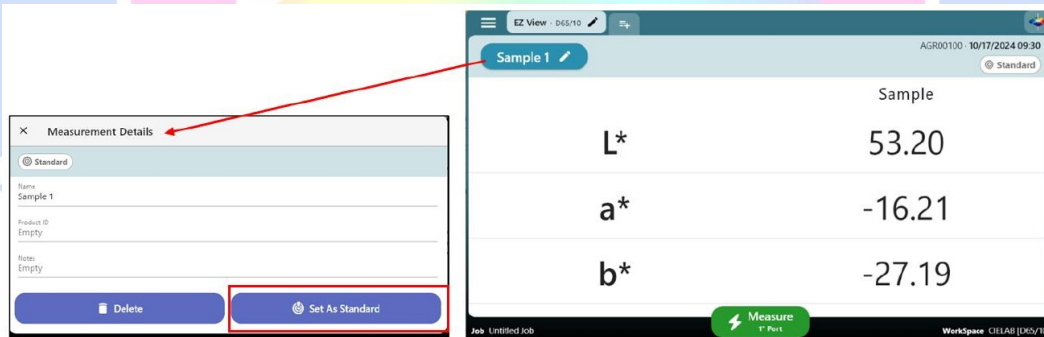 × Measurement Details
Standard
Name
Sample 1
Product ID
Empty
Notes
Empty
Delete
Set As Standard
EZ View · D65/10
Sample 1
AGR00100 · 10/17/2024 09:30
Standard
Sample
L* 53.20
a* -16.21
b* -27.19
Measure
1" Port
Job Untitled Job
WorkSpace CIELAB [D65/10